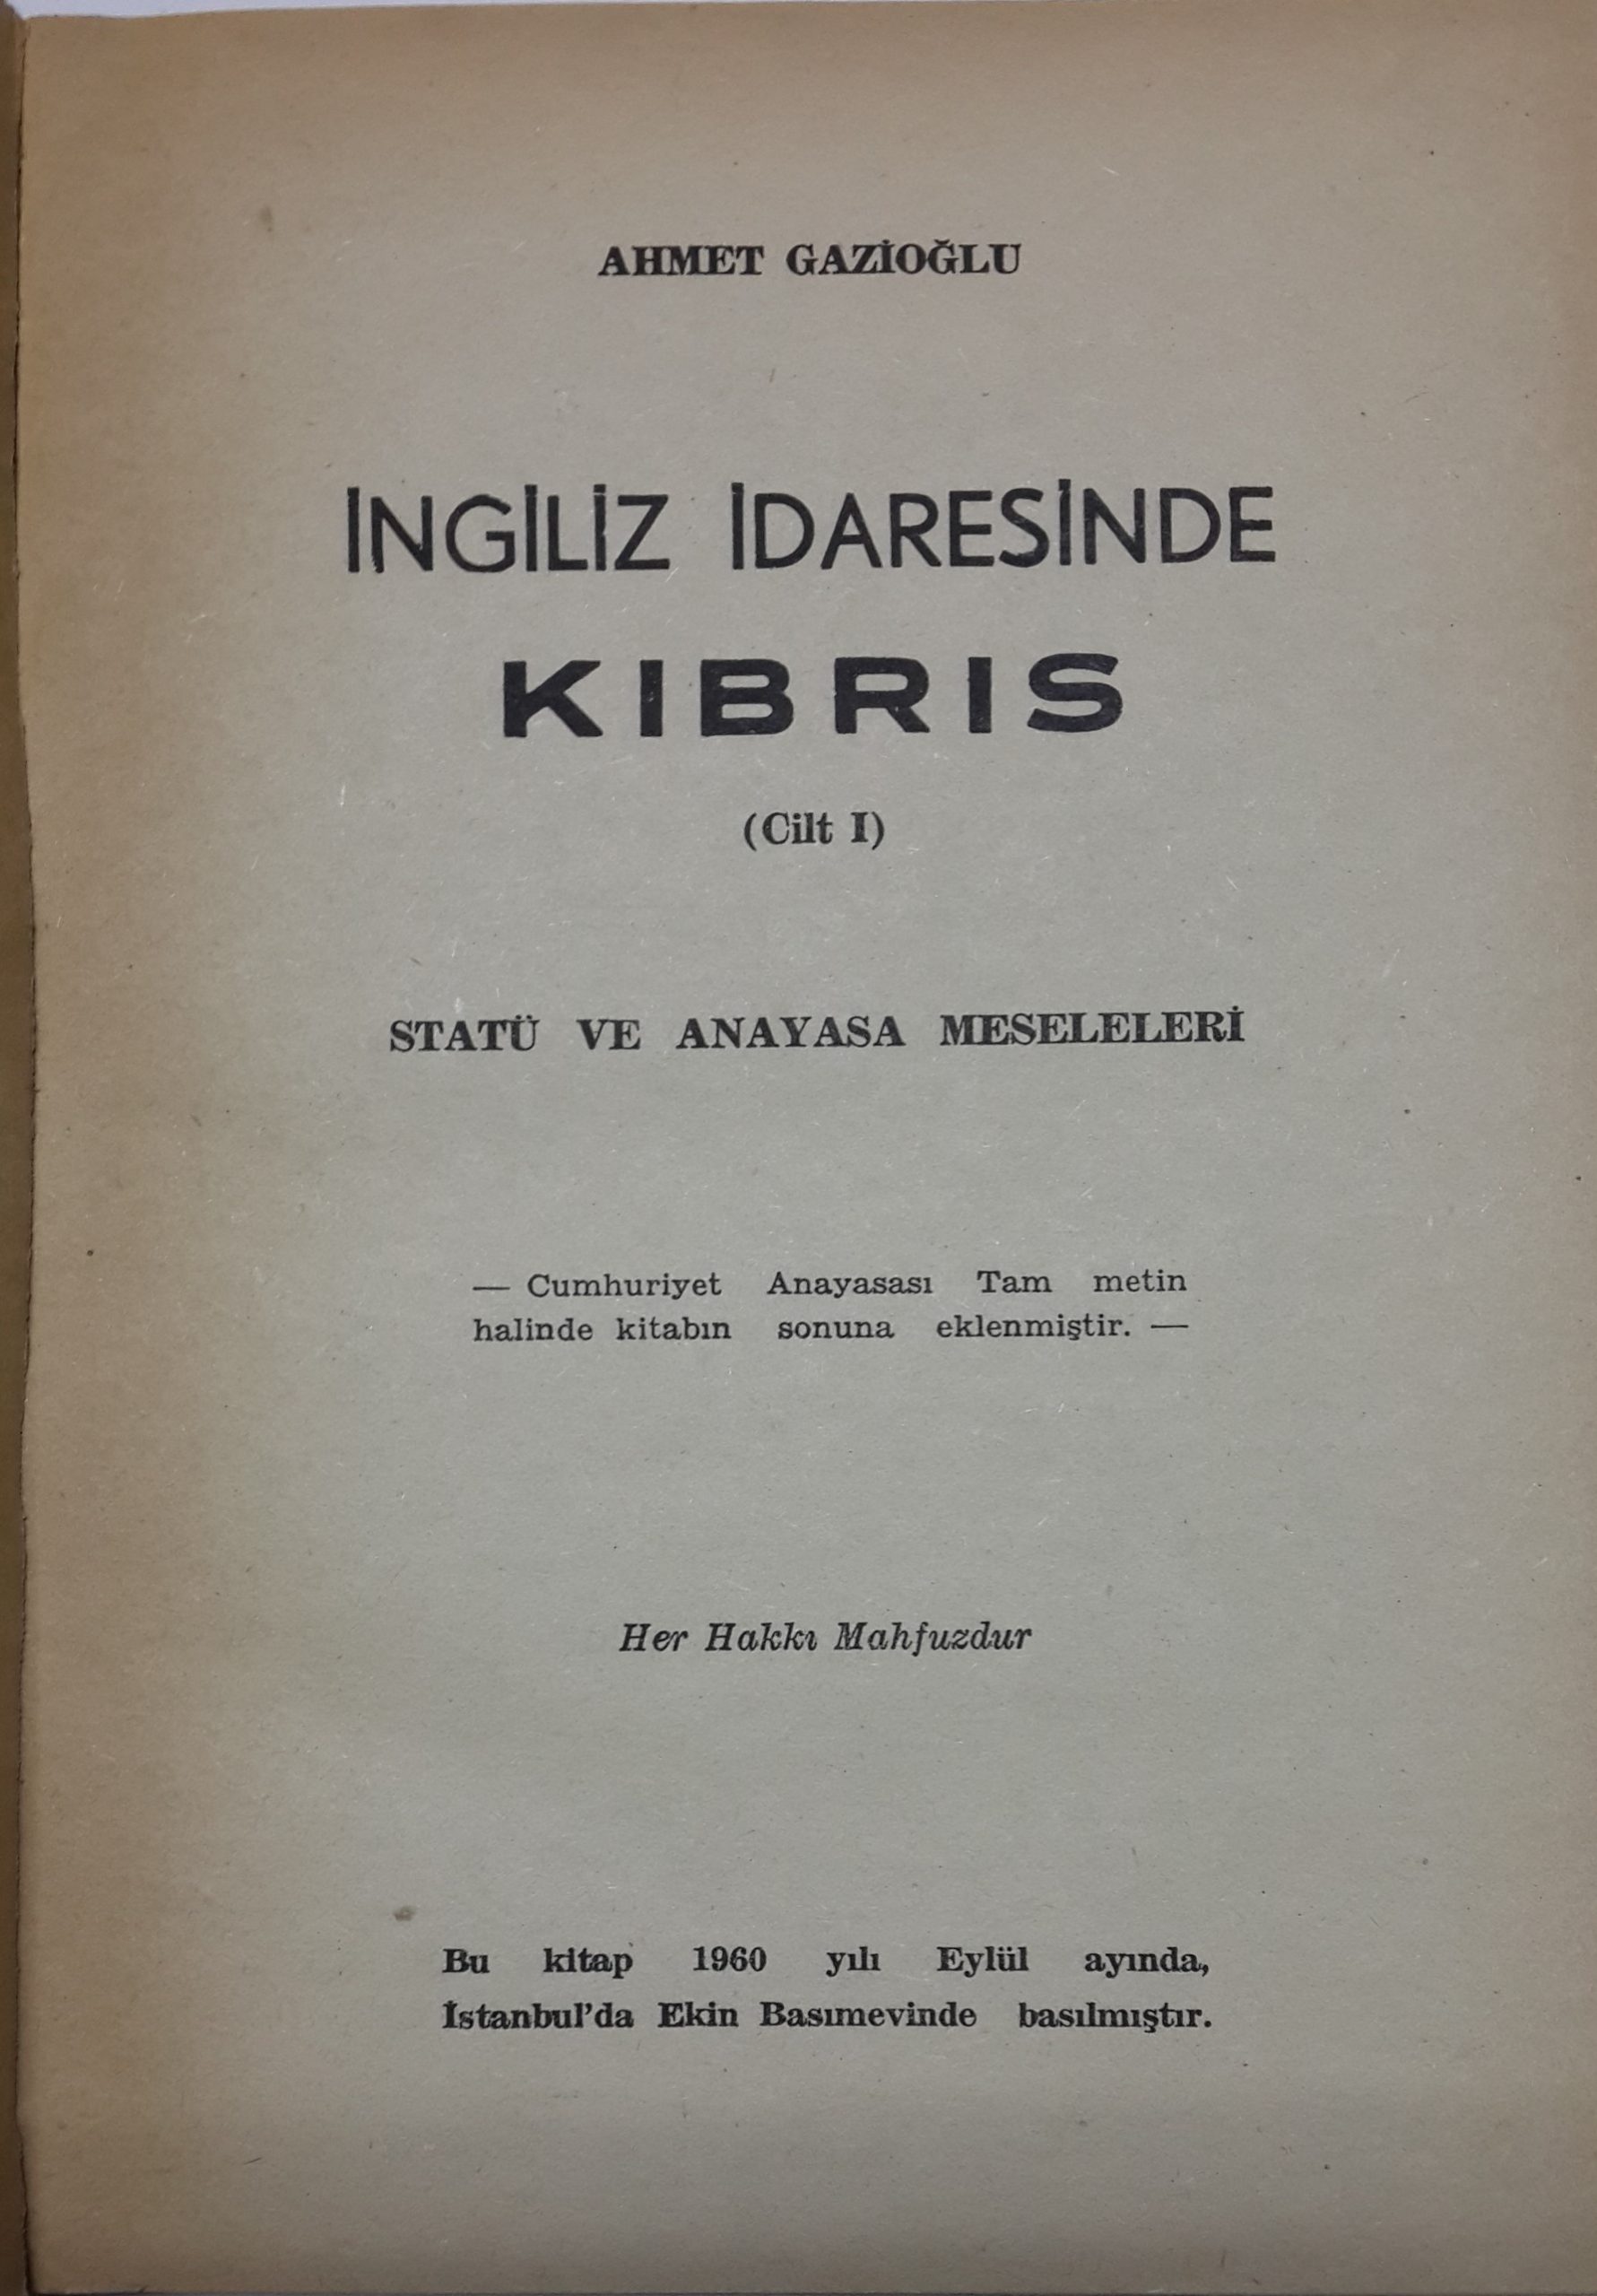 AHMET GAZİOĞLU
İNGİLİZ İDARESİNDE
KIBRIS
(Cilt I)
STATÜ VE ANAYASA MESELELERİ
— Cumhuriyet Anayasası Tam metin
halinde kitabın sonuna eklenmiştir. —
Her Hakkı Mahfuzdur
Bu kitap 1960 yılı Eylül ayında,
İstanbul'da Ekin Basımevinde basılmıştır.